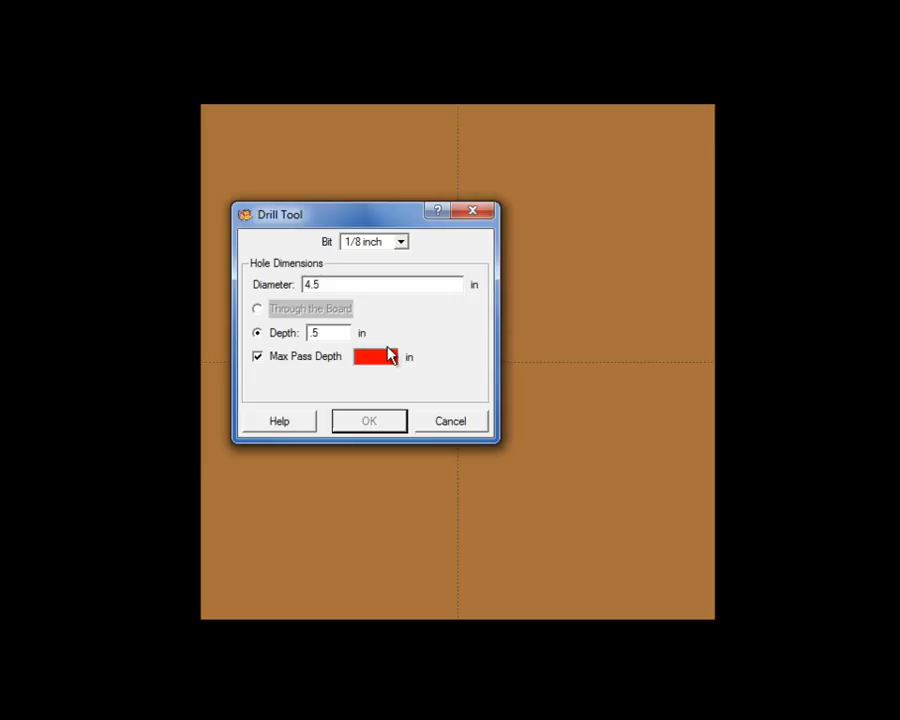 Drill Tool
?
Bit 1/8 inch
Hole Dimensions
Diameter: 4.5 in
Through the Board
Depth: .5 in
Max Pass Depth in
Help OK Cancel